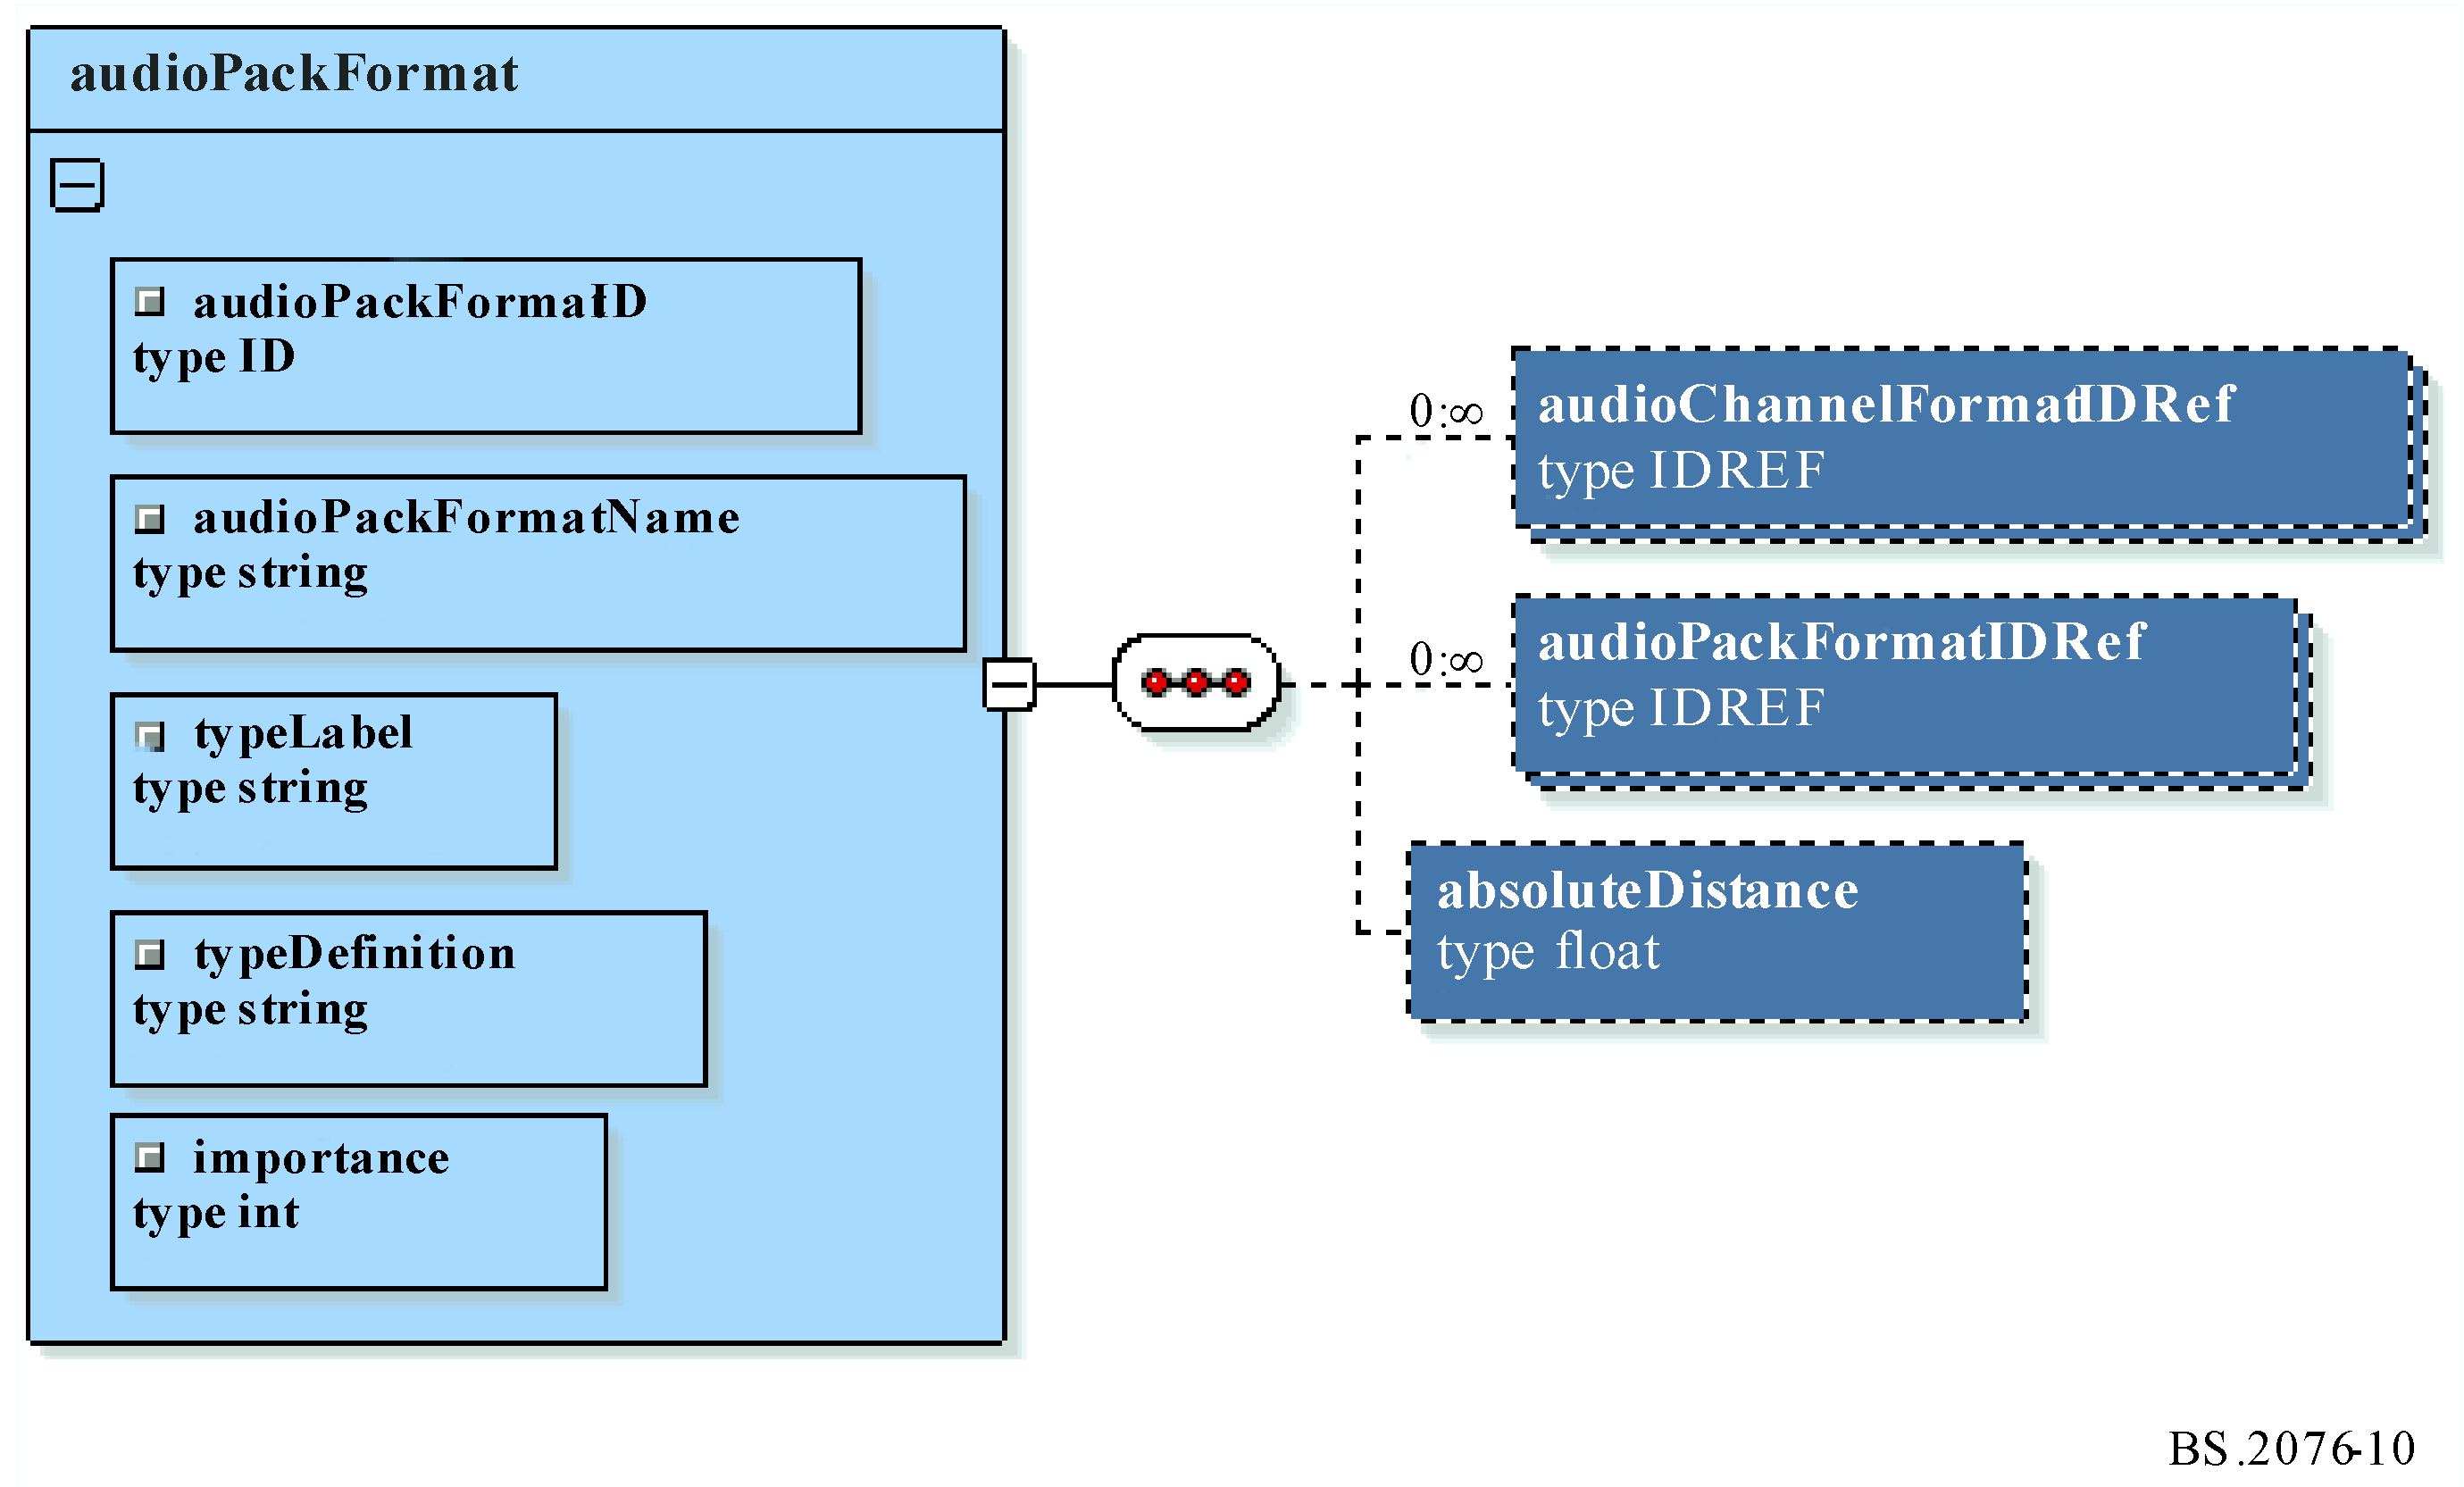 audioPackFormat
audioPackFormatID
type ID
audioPackFormatName
type string
typeLabel
type string
typeDefinition
type string
importance
type int
0:∞
audioChannelFormatIDRef
type IDREF
0:∞
audioPackFormatIDRef
type IDREF
absoluteDistance
type float
BS.2076-10